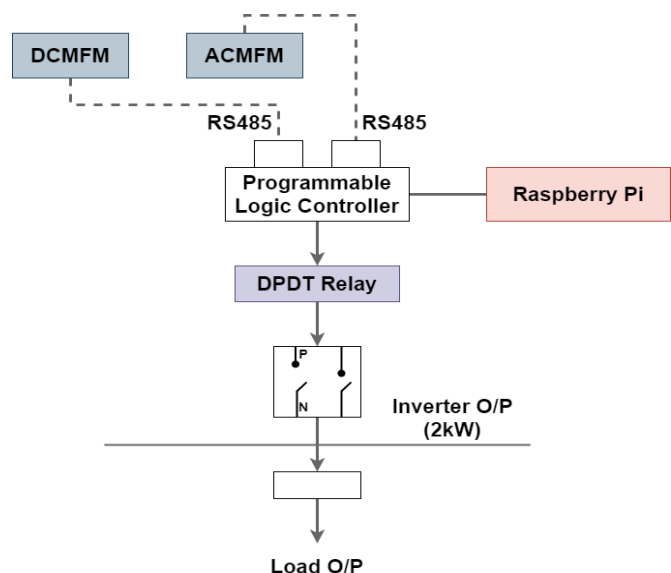 DCMFM
ACMFM
RS485
RS485
Programmable
Logic Controller
Raspberry Pi
DPDT Relay
P
N
Inverter O/P
(2kW)
Load O/P